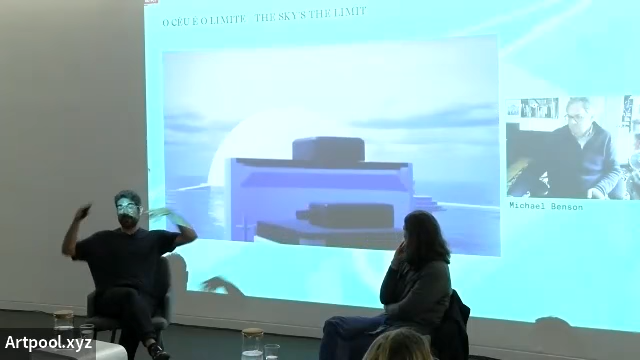 O CÉU É O LIMITE THE SKY'S THE LIMIT
Michael Benson
Artpool.xyz